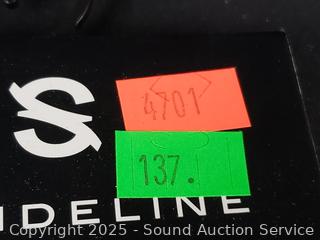 S
4701
137.
IDELINE
Copyright 2025 - Sound Auction Service